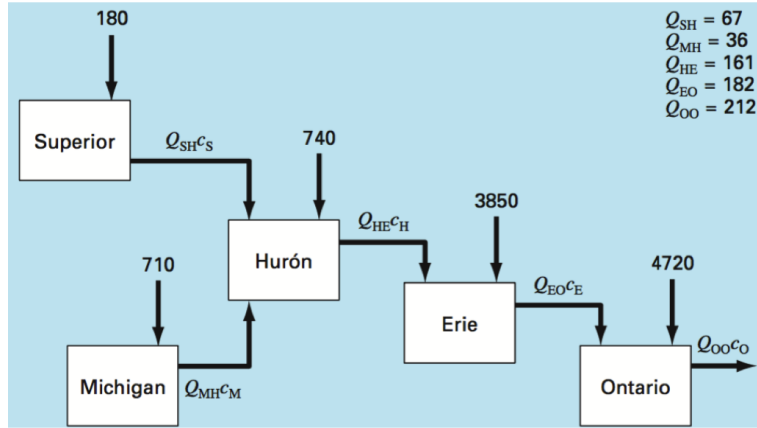 180
Q_SH = 67
Q_MH = 36
Q_HE = 161
Q_EO = 182
Q_OO = 212
Superior
Q_SHc_S
740
Q_HEc_H
3850
Hurón
710
Q_EOc_E
4720
Erie
Q_OOc_O
Michigan
Q_MHc_M
Ontario